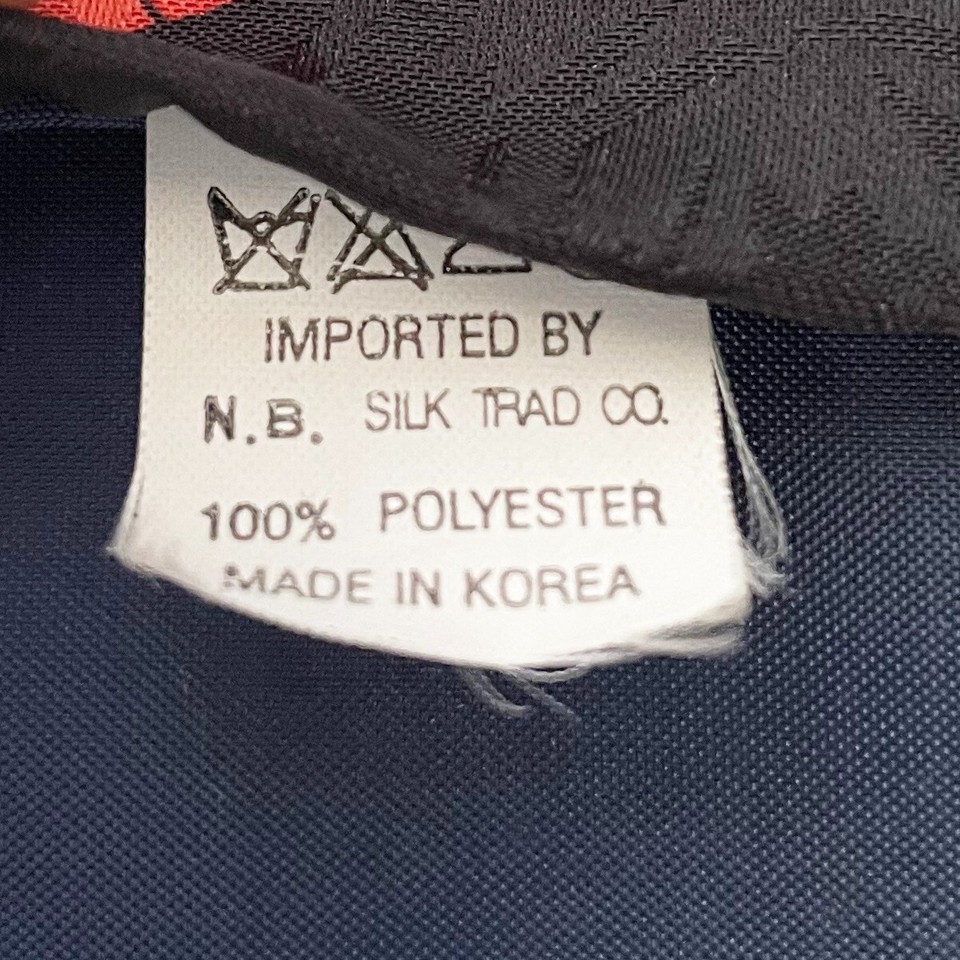 IMPORTED BY
N.B. SILK TRAD CO.
100% POLYESTER
MADE IN KOREA